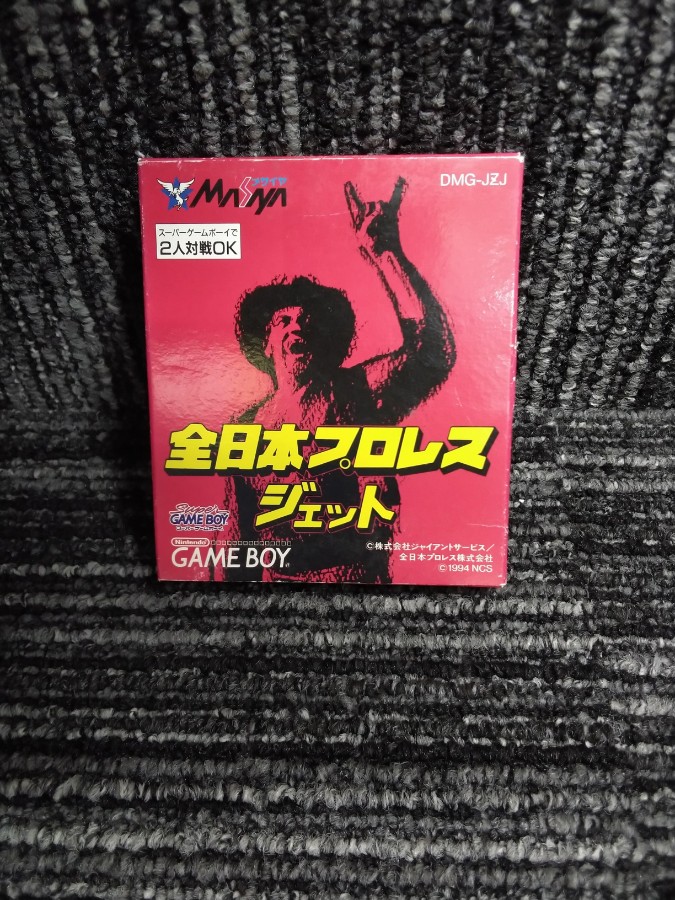 メサイヤ
MASAYA
DMG-JZJ
スーパーゲームボーイで
2人対戦OK
全日本プロレス
ジェット
Super
GAME BOY
スーパーゲームボーイ
Nintendo
GAME BOY
©株式会社ジャイアントサービス/
全日本プロレス株式会社
©1994 NCS